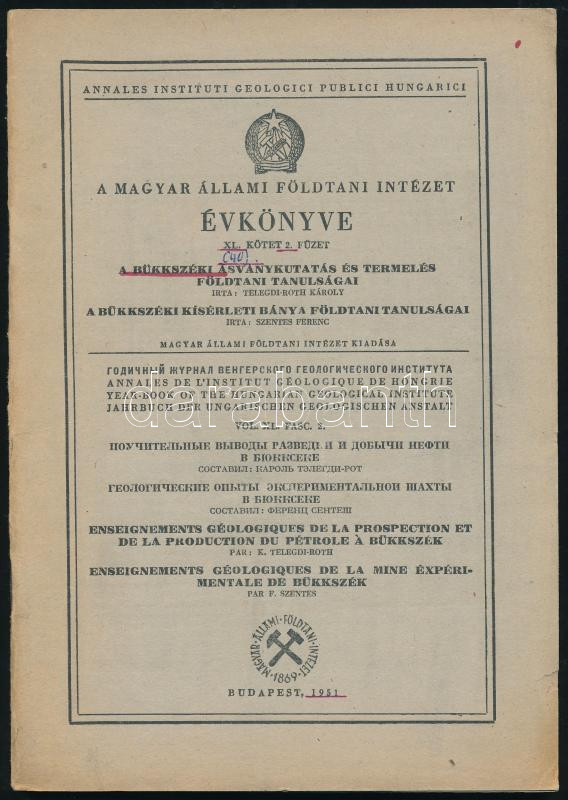 ANNALES INSTITUTI GEOLOGICI PUBLICI HUNGARICI
A MAGYAR ÁLLAMI FÖLDTANI INTÉZET
ÉVKÖNYVE
XL. KÖTET 2. FÜZET
(40).
A BÜKKSZÉKI ÁSVÁNYKUTATÁS ÉS TERMELÉS
FÖLDTANI TANULSÁGAI
IRTA: TELEGDI-ROTH KÁROLY
A BÜKKSZÉKI KÍSÉRLETI BÁNYA FÖLDTANI TANULSÁGAI
IRTA: SZENTES FERENC
MAGYAR ÁLLAMI FÖLDTANI INTÉZET KIADÁSA
ГОДИЧНЫЙ ЖУРНАЛ ВЕНГЕРСКОГО ГЕОЛОГИЧЕСКОГО ИНСТИТУТА
ANNALES DE L'INSTITUT GÉOLOGIQUE DE HONGRIE
YEAR-BOOK OF THE HUNGARIAN GEOLOGICAL INSTITUTE
JAHRBUCH DER UNGARISCHEN GEOLOGISCHEN ANSTALT
VOL. XL. FASC. 2.
ПОУЧИТЕЛЬНЫЕ ВЫВОДЫ РАЗВЕДКИ И ДОБЫЧИ НЕФТИ
В БЮККСЕКЕ
СОСТАВИЛ: КАРОЛЬ ТЭЛЕГДИ-РОТ
ГЕОЛОГИЧЕСКИЕ ОПЫТЫ ЭКСПЕРИМЕНТАЛЬНОЙ ШАХТЫ
В БЮККСЕКЕ
СОСТАВИЛ: ФЕРЕНЦ СЕНТЕШ
ENSEIGNEMENTS GÉOLOGIQUES DE LA PROSPECTION ET
DE LA PRODUCTION DU PÉTROLE À BÜKKSZÉK
PAR: K. TELEGDI-ROTH
ENSEIGNEMENTS GÉOLOGIQUES DE LA MINE ÉXPÉRI-
MENTALE DE BÜKKSZÉK
PAR F. SZENTES
MAGYAR ÁLLAMI FÖLDTANI INTÉZET
1869
BUDAPEST, 1951
darabanth